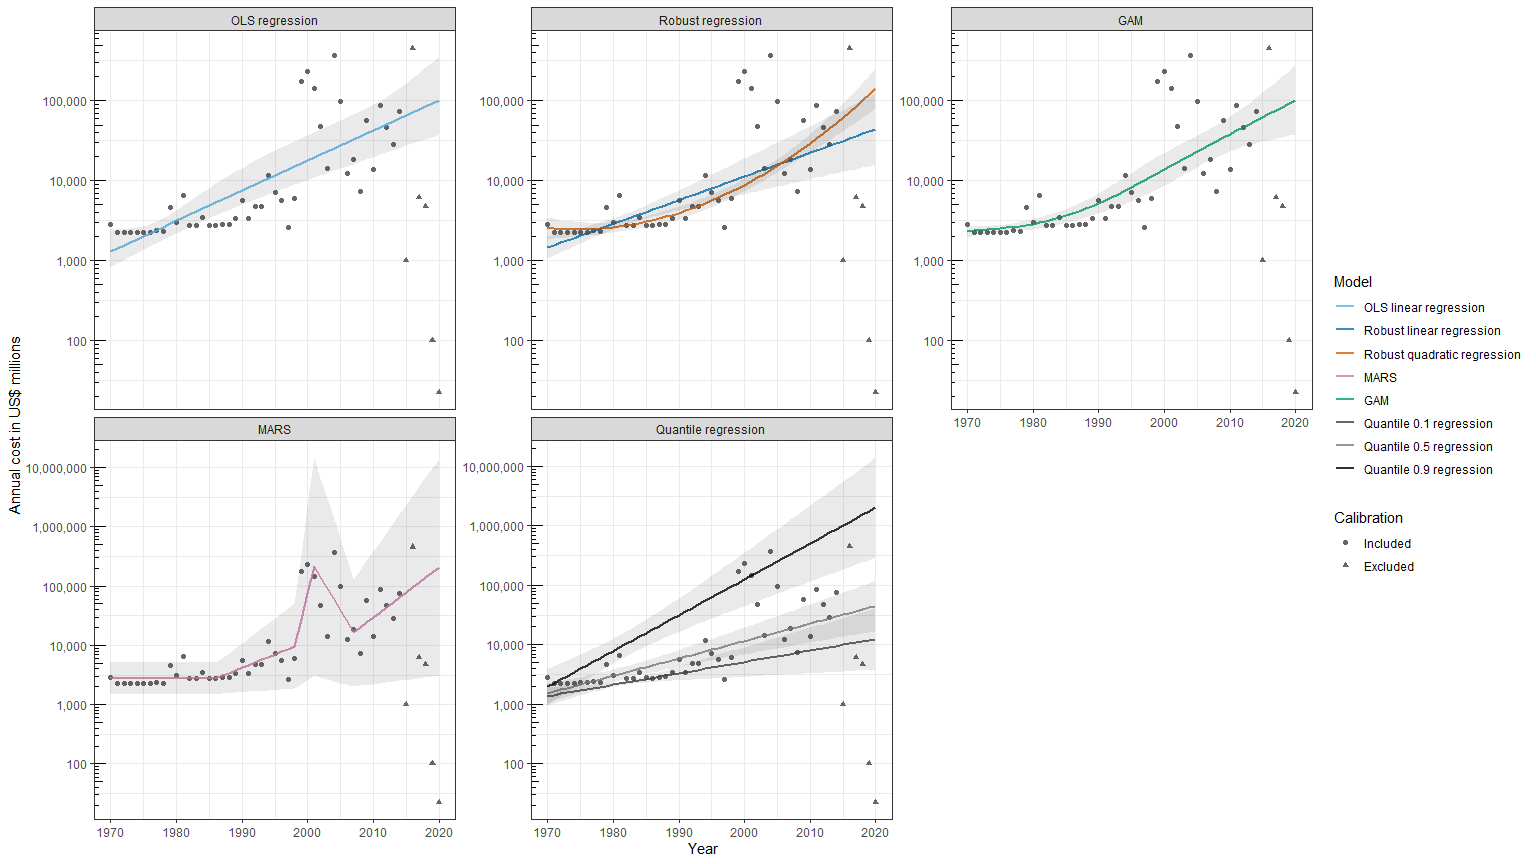 OLS regression
Robust regression
GAM
100,000
10,000
1,000
100
100,000
10,000
1,000
100
100,000
10,000
1,000
100
1970
1980
1990
2000
2010
2020
MARS
Quantile regression
10,000,000
1,000,000
100,000
10,000
1,000
100
10,000,000
1,000,000
100,000
10,000
1,000
100
1970
1980
1990
2000
2010
2020
1970
1980
1990
2000
2010
2020
Annual cost in US$ millions
Year
Model
OLS linear regression
Robust linear regression
Robust quadratic regression
MARS
GAM
Quantile 0.1 regression
Quantile 0.5 regression
Quantile 0.9 regression
Calibration
Included
Excluded